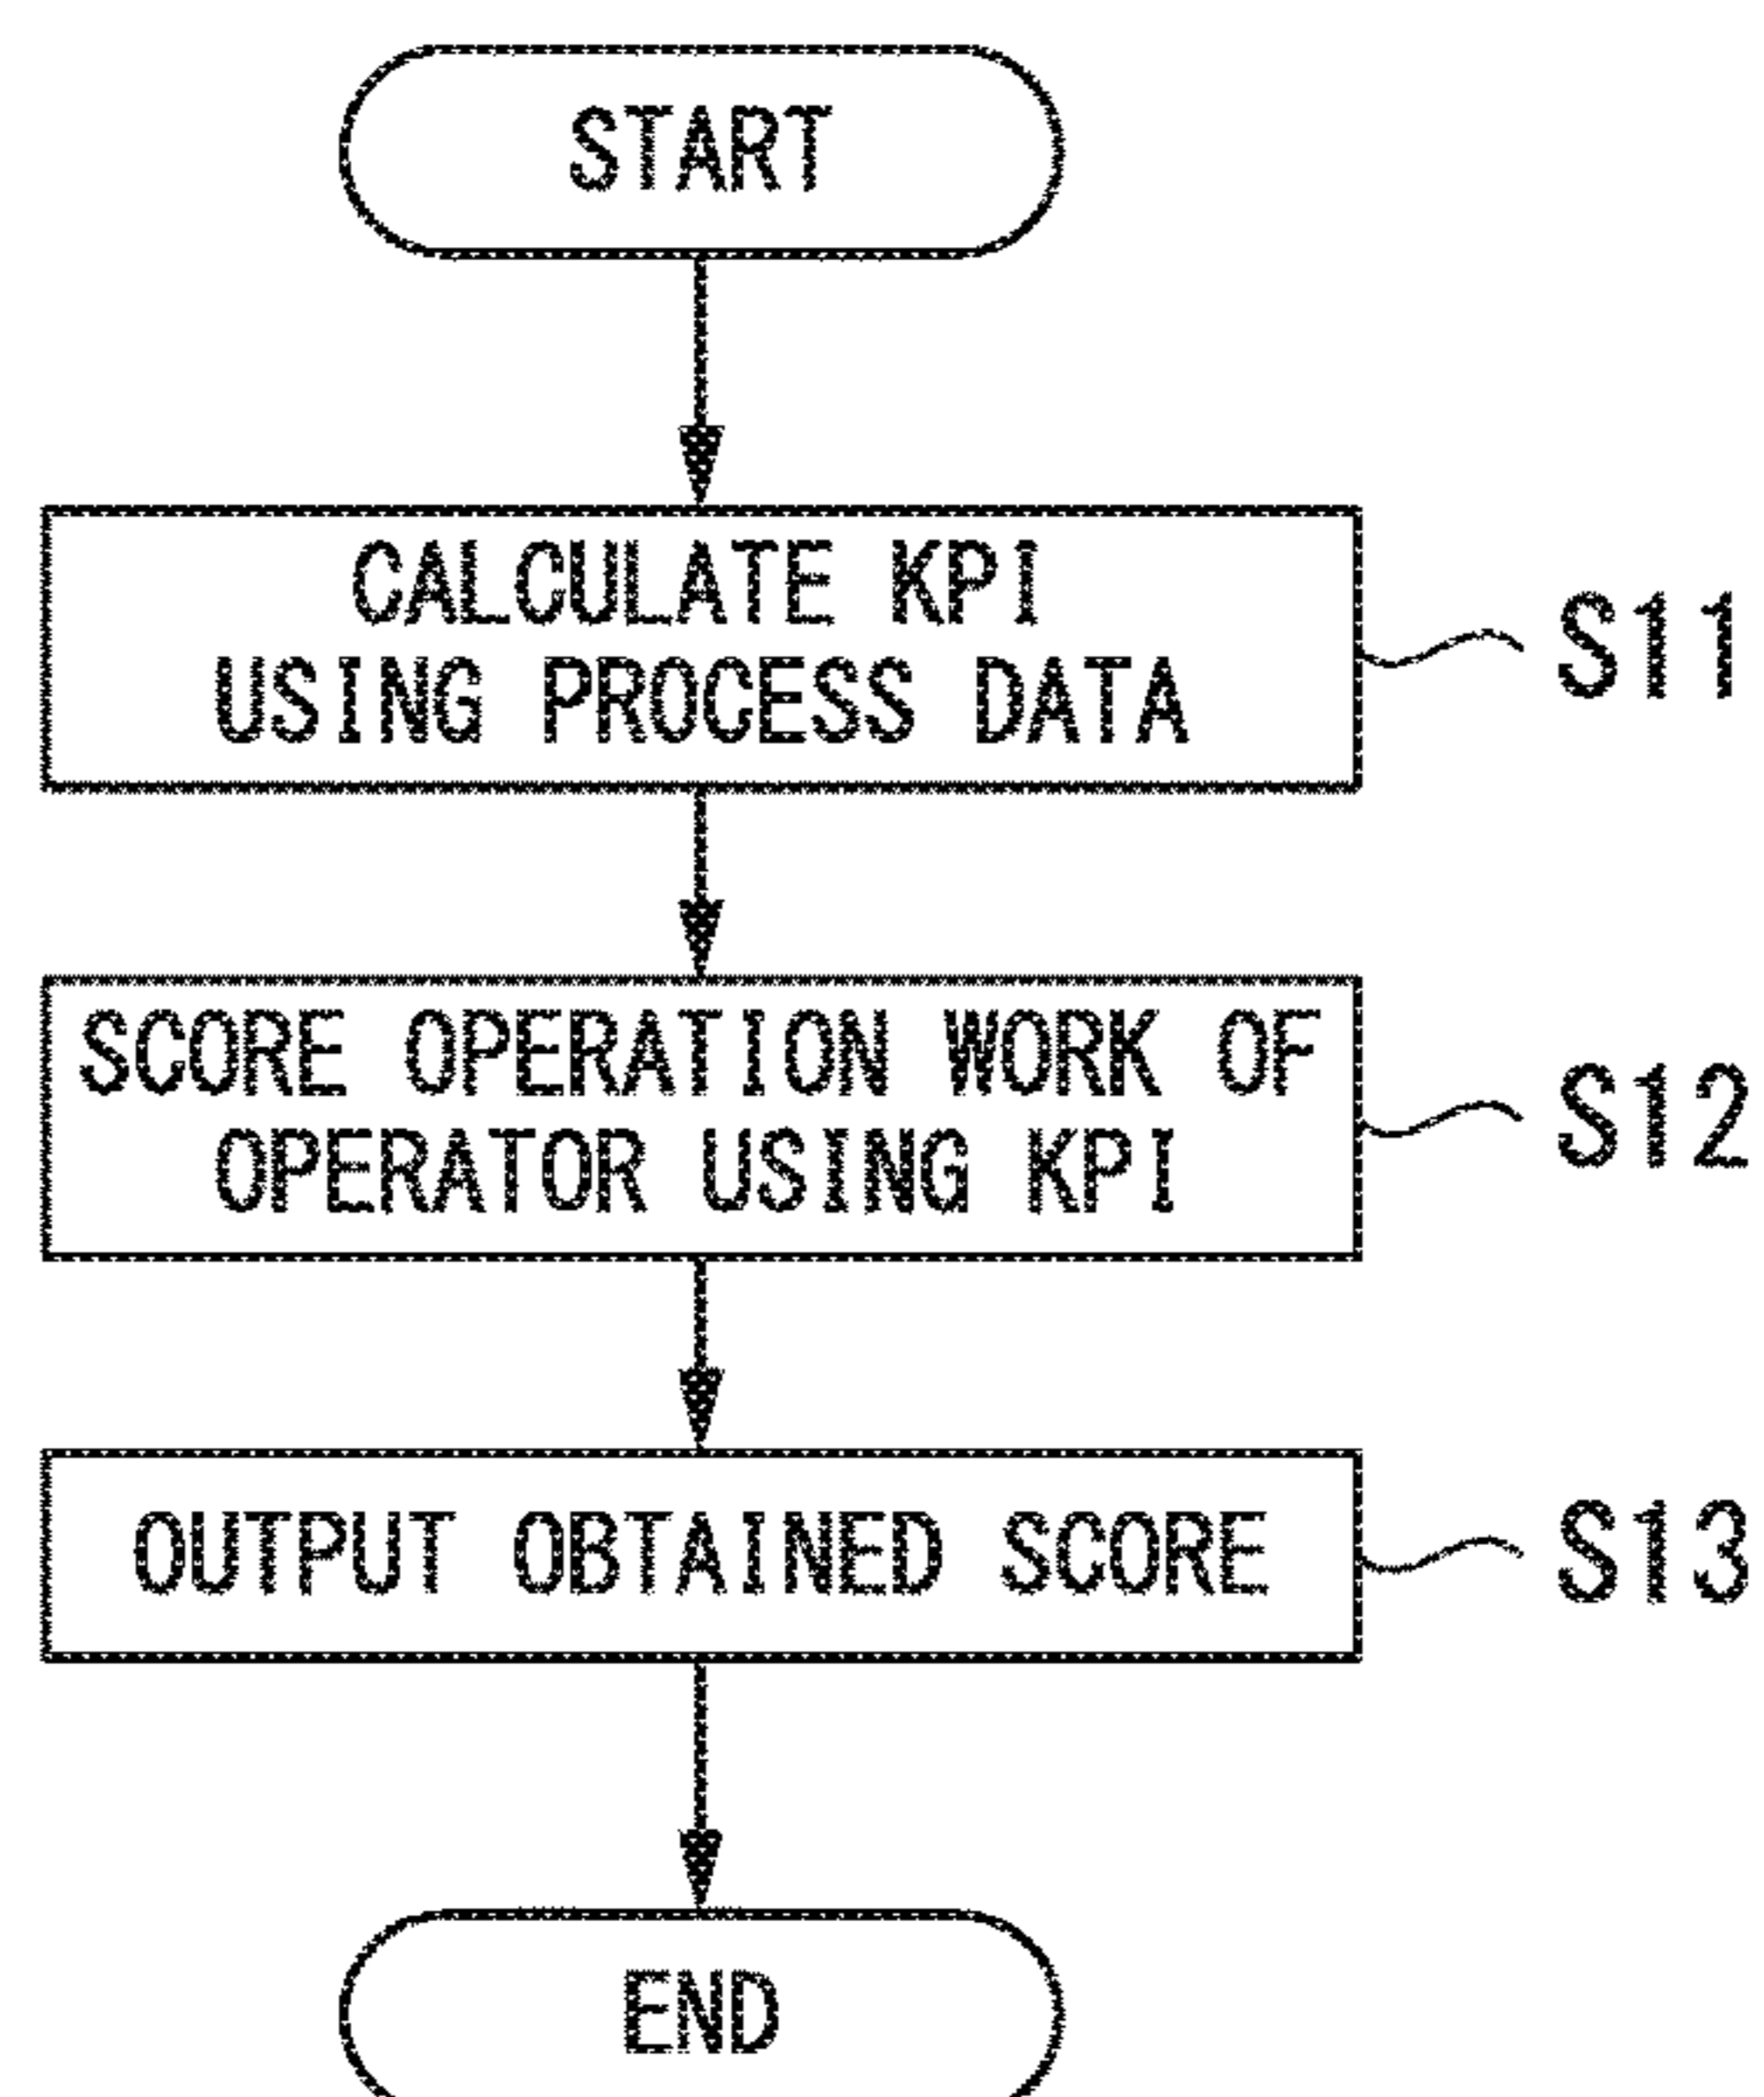 START
CALCULATE KPI
USING PROCESS DATA
S11
SCORE OPERATION WORK OF
OPERATOR USING KPI
S12
OUTPUT OBTAINED SCORE
S13
END